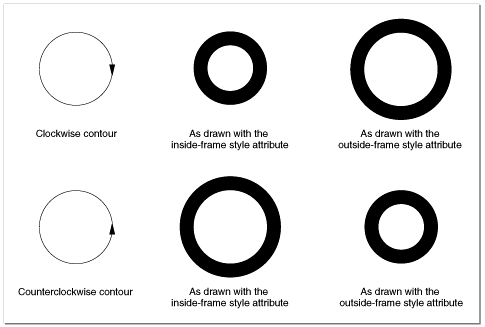 Clockwise contour
As drawn with the
inside-frame style attribute
As drawn with the
outside-frame style attribute
Counterclockwise contour
As drawn with the
inside-frame style attribute
As drawn with the
outside-frame style attribute